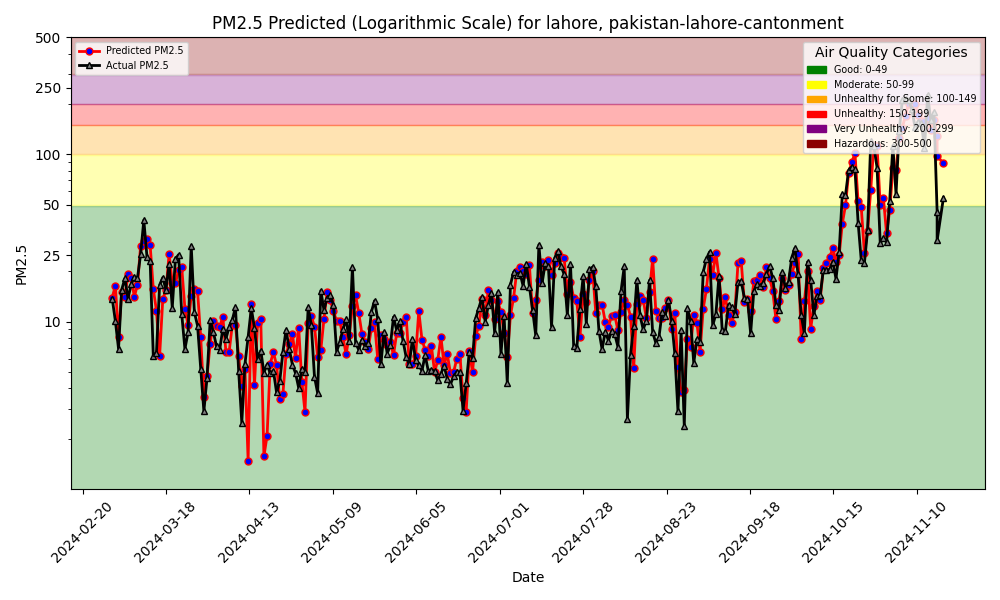 PM2.5 Predicted (Logarithmic Scale) for lahore, pakistan-lahore-cantonment
500
250
100
50
25
10
PM2.5
Predicted PM2.5
Actual PM2.5
Air Quality Categories
Good: 0-49
Moderate: 50-99
Unhealthy for Some: 100-149
Unhealthy: 150-199
Very Unhealthy: 200-299
Hazardous: 300-500
2024-02-20
2024-03-18
2024-04-13
2024-05-09
2024-06-05
2024-07-01
2024-07-28
2024-08-23
2024-09-18
2024-10-15
2024-11-10
Date